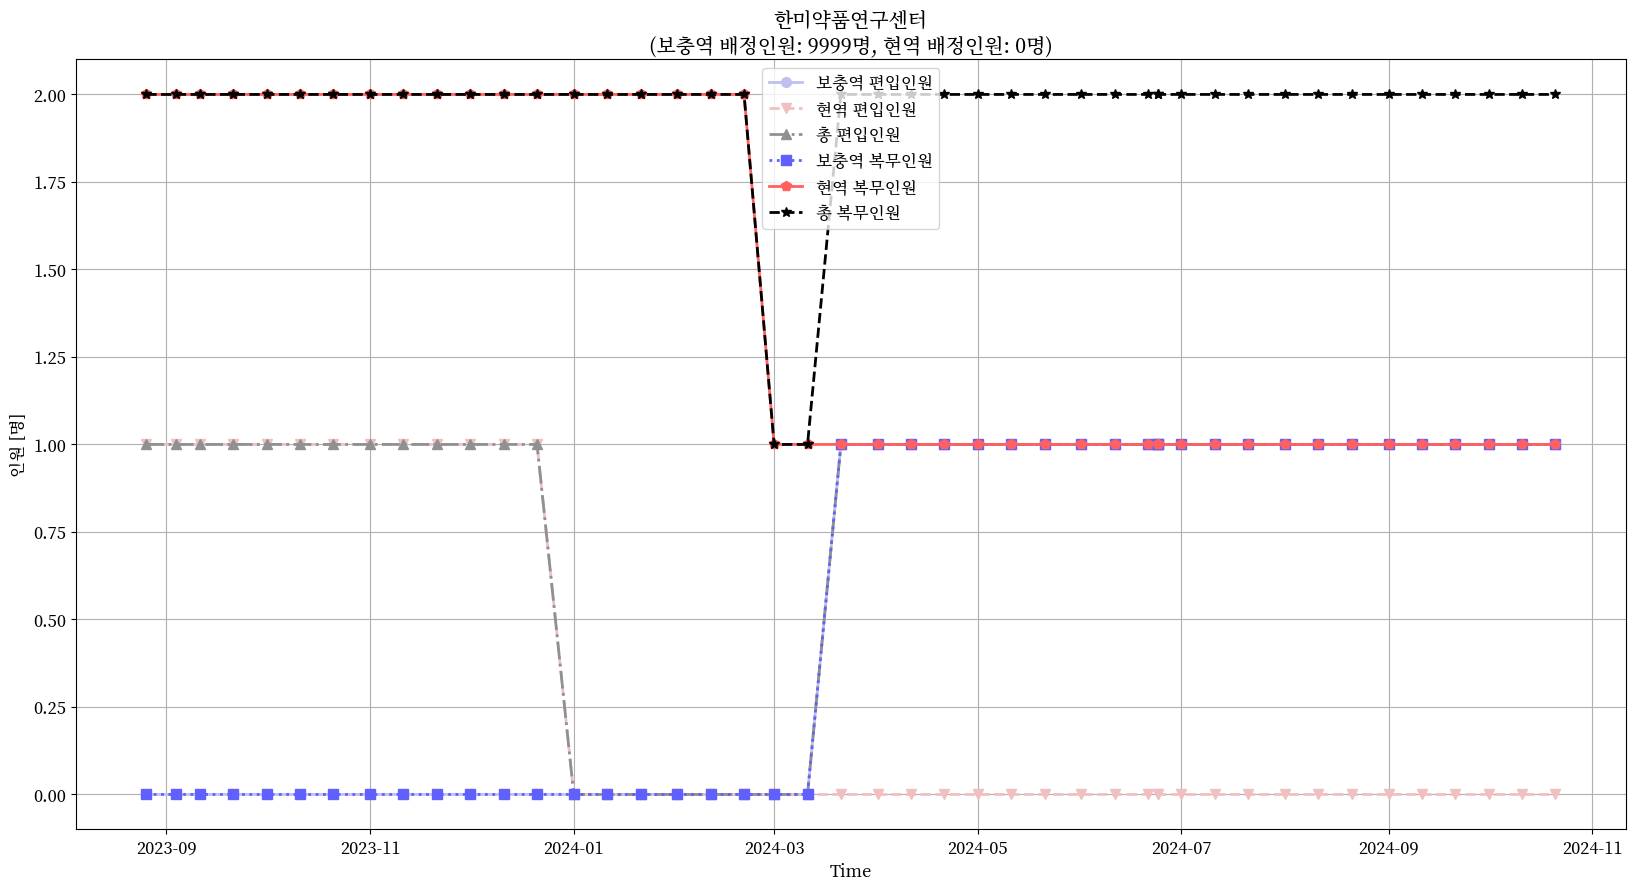 한미약품연구센터
(보충역 배정인원: 9999명, 현역 배정인원: 0명)
보충역 편입인원
현역 편입인원
총 편입인원
보충역 복무인원
현역 복무인원
총 복무인원
인원 [명]
2.00
1.75
1.50
1.25
1.00
0.75
0.50
0.25
0.00
2023-09
2023-11
2024-01
2024-03
2024-05
2024-07
2024-09
2024-11
Time